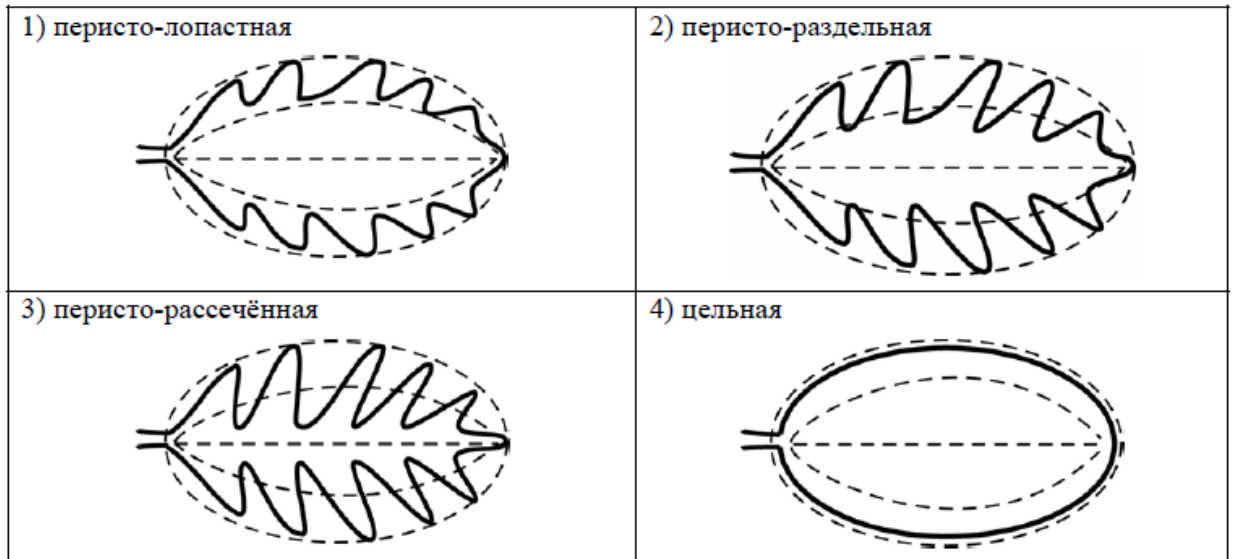 1) перисто-лопастная
2) перисто-раздельная
3) перисто-рассечённая
4) цельная